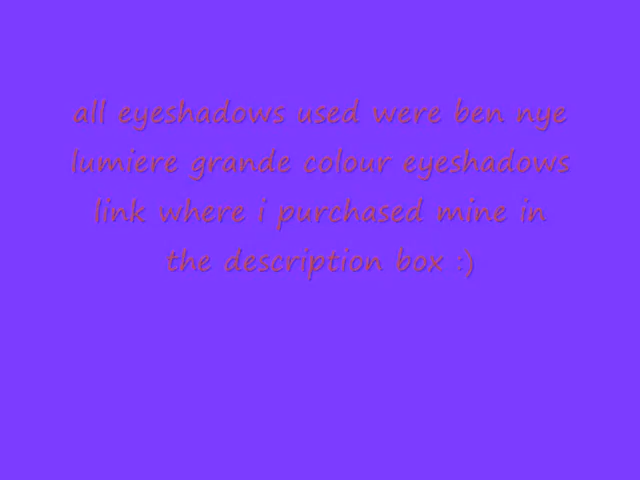 all eyeshadows used were ben nye
lumiere grande colour eyeshadows
link where i purchased mine in
the description box :)